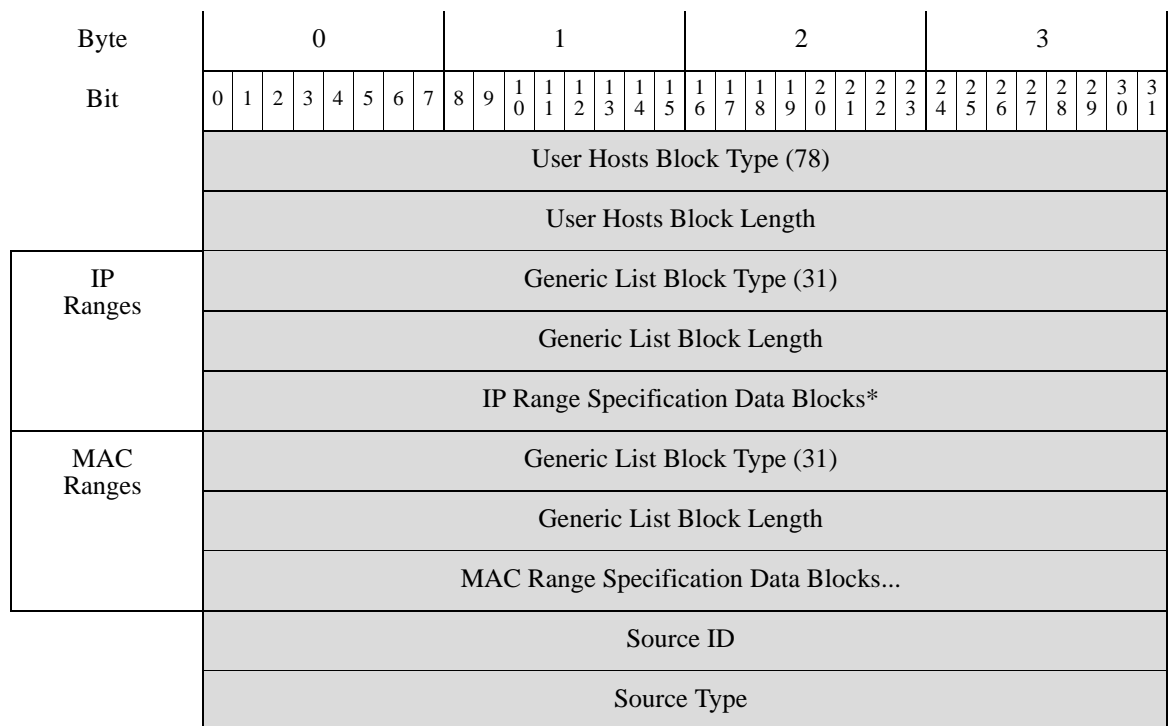 Byte 0 1 2 3
Bit 0 1 2 3 4 5 6 7 8 9 10 11 12 13 14 15 16 17 18 19 20 21 22 23 24 25 26 27 28 29 30 31
User Hosts Block Type (78)
User Hosts Block Length
IP
Ranges
Generic List Block Type (31)
Generic List Block Length
IP Range Specification Data Blocks*
MAC
Ranges
Generic List Block Type (31)
Generic List Block Length
MAC Range Specification Data Blocks...
Source ID
Source Type